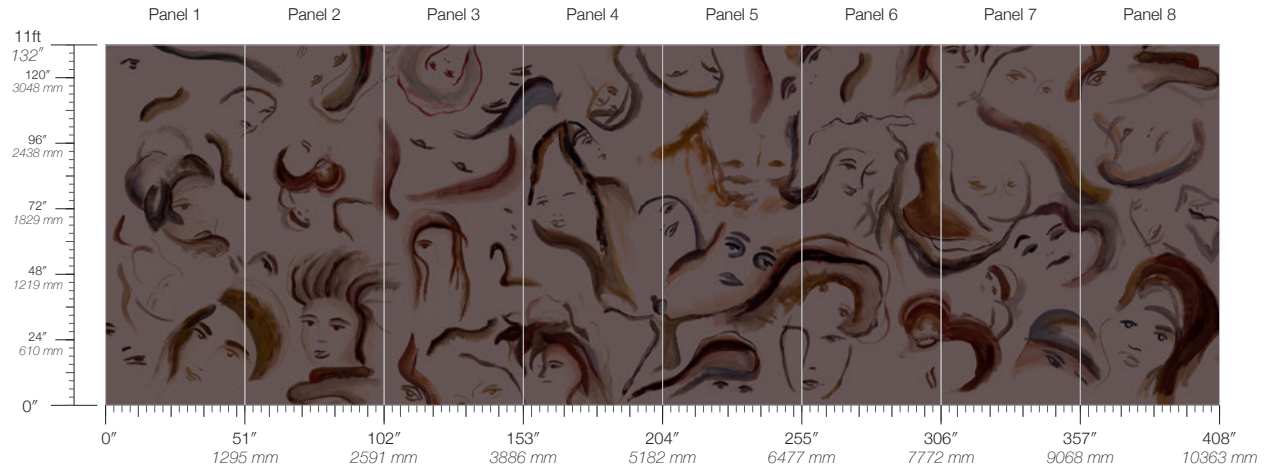 Panel 1 Panel 2 Panel 3 Panel 4 Panel 5 Panel 6 Panel 7 Panel 8
11ft
132″
120″
3048 mm
96″
2438 mm
72″
1829 mm
48″
1219 mm
24″
610 mm
0″
0″ 51″ 102″ 153″ 204″ 255″ 306″ 357″ 408″
1295 mm 2591 mm 3886 mm 5182 mm 6477 mm 7772 mm 9068 mm 10363 mm